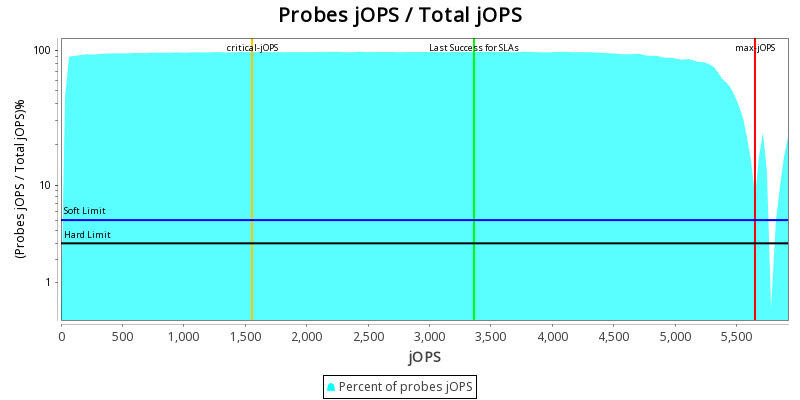 Probes jOPS / Total jOPS
critical-jOPS
Last Success for SLAs
max-jOPS
(Probes jOPS / Total jOPS)%
100
10
1
Soft Limit
Hard Limit
0 500 1,000 1,500 2,000 2,500 3,000 3,500 4,000 4,500 5,000 5,500
jOPS
Percent of probes jOPS